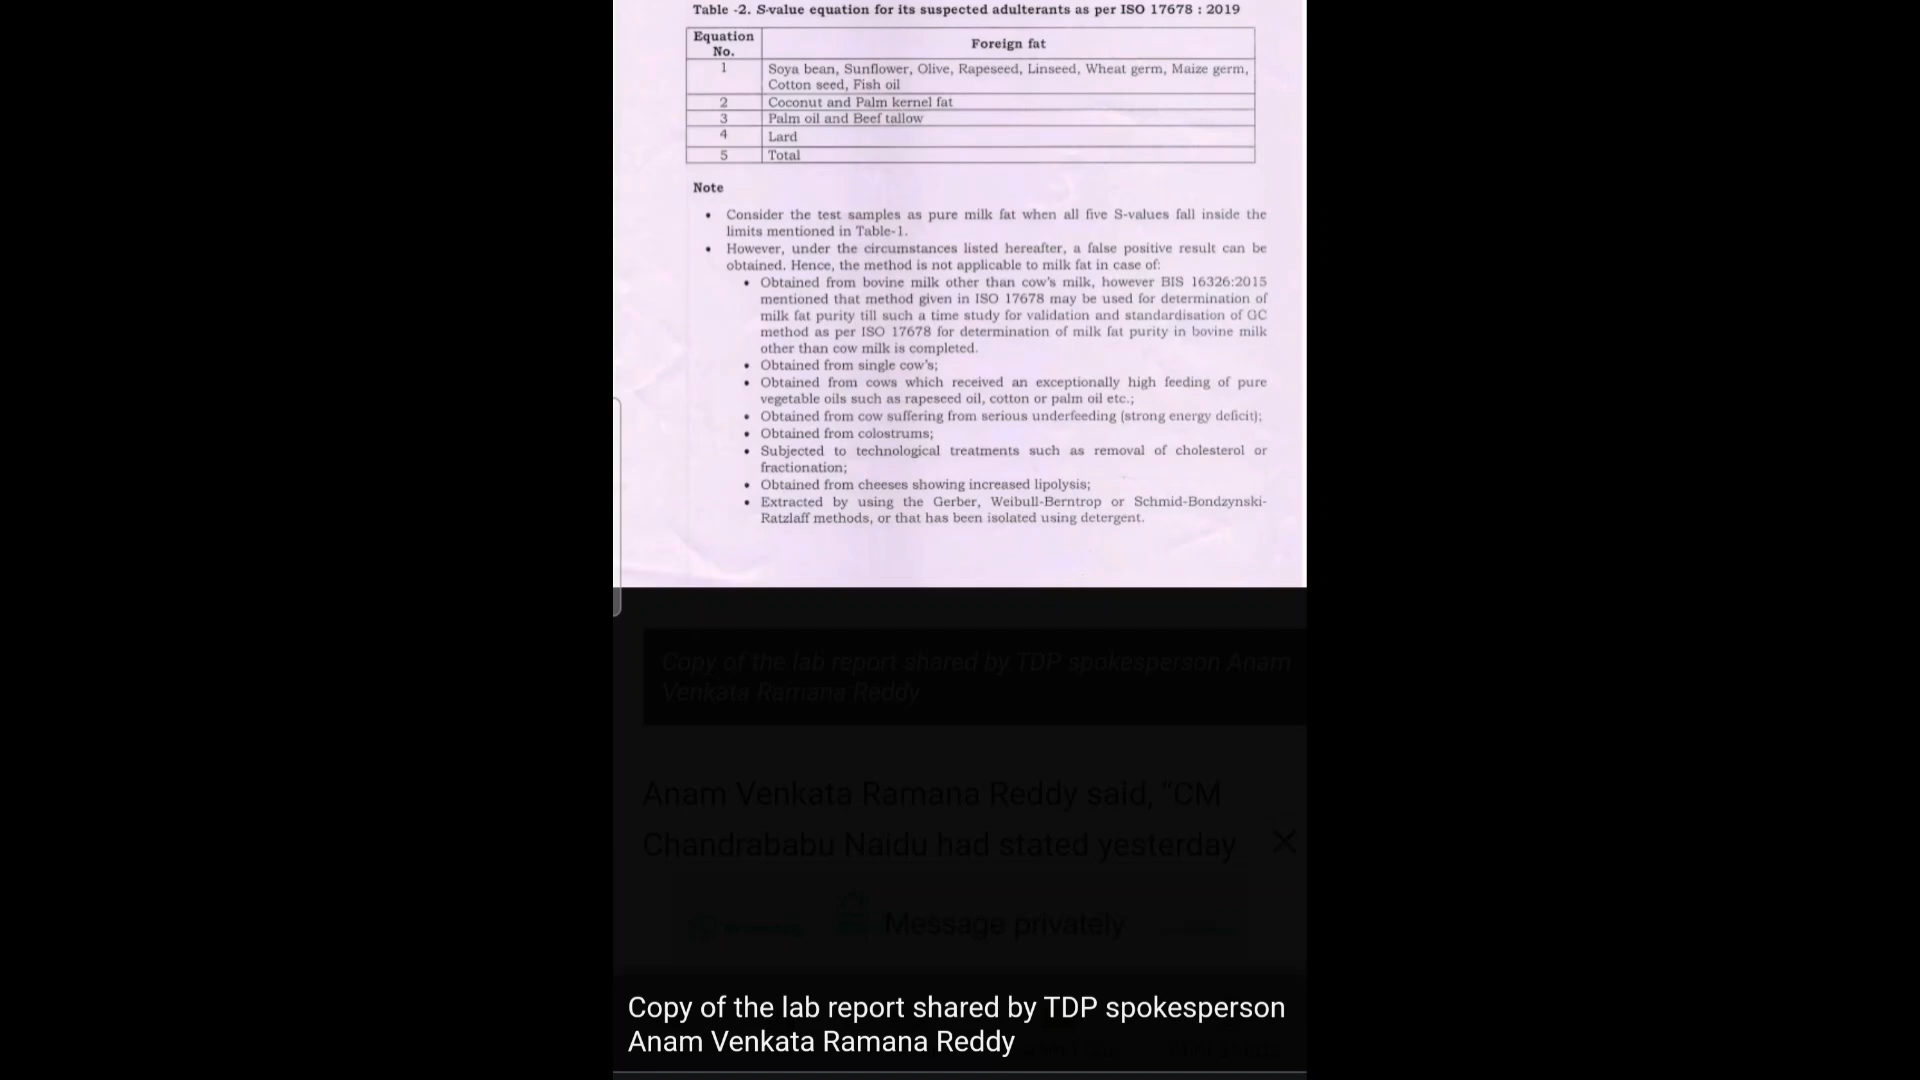 Table -2. S-value equation for its suspected adulterants as per ISO 17678 : 2019
Equation No.
Foreign fat
1
Soya bean, Sunflower, Olive, Rapeseed, Linseed, Wheat germ, Maize germ,
Cotton seed, Fish oil
2
Coconut and Palm kernel fat
3
Palm oil and Beef tallow
4
Lard
5
Total
Note
• Consider the test samples as pure milk fat when all five S-values fall inside the
limits mentioned in Table-1.
• However, under the circumstances listed hereafter, a false positive result can be
obtained. Hence, the method is not applicable to milk fat in case of:
• Obtained from bovine milk other than cow's milk, however BIS 16326:2015
mentioned that method given in ISO 17678 may be used for determination of
milk fat purity till such a time study for validation and standardisation of GC
method as per ISO 17678 for determination of milk fat purity in bovine milk
other than cow milk is completed.
• Obtained from single cow's;
• Obtained from cows which received an exceptionally high feeding of pure
vegetable oils such as rapeseed oil, cotton or palm oil etc.;
• Obtained from cow suffering from serious underfeeding (strong energy deficit);
• Obtained from colostrums;
• Subjected to technological treatments such as removal of cholesterol or
fractionation;
• Obtained from cheeses showing increased lipolysis;
• Extracted by using the Gerber, Weibull-Berntrop or Schmid-Bondzynski-
Ratzlaff methods, or that has been isolated using detergent.
Copy of the lab report shared by TDP spokesperson Anam
Venkata Ramana Reddy
Anam Venkata Ramana Reddy said, “CM
Chandrababu Naidu had stated yesterday
Message privately
Copy of the lab report shared by TDP spokesperson
Anam Venkata Ramana Reddy